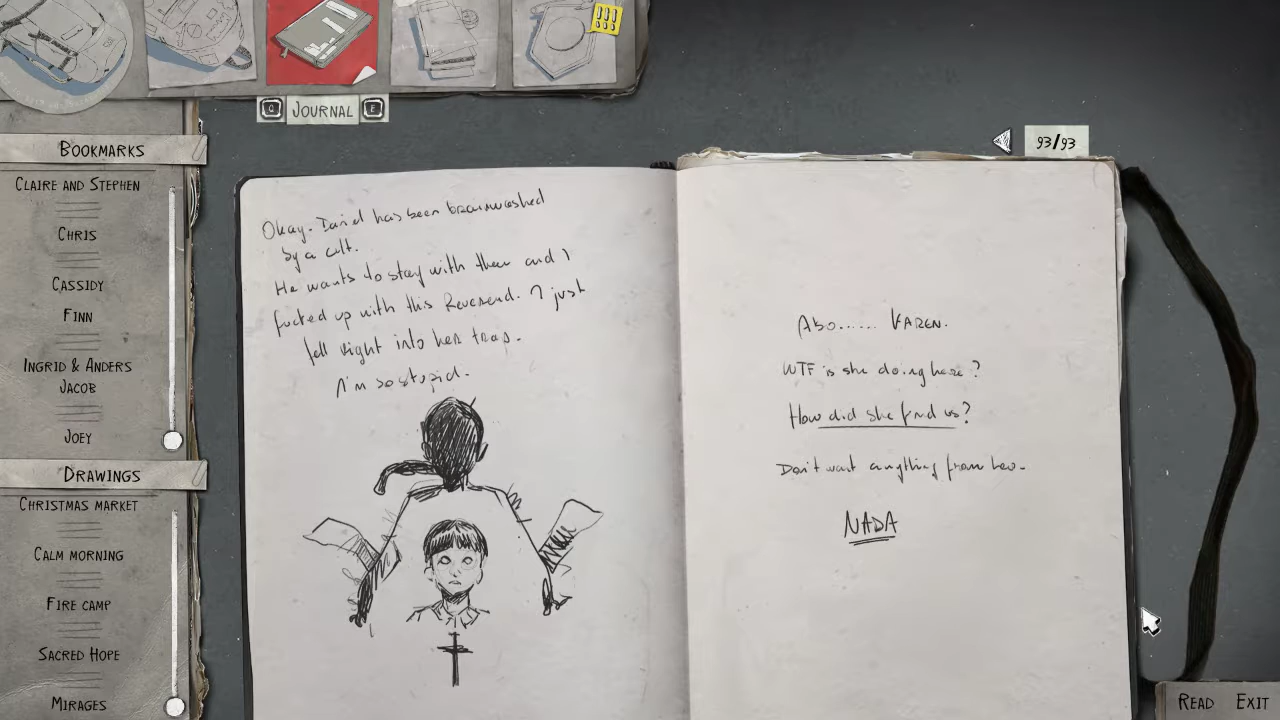 Q JOURNAL E
93/93
BOOKMARKS
CLAIRE AND STEPHEN
CHRIS
CASSIDY
FINN
INGRID & ANDERS
JACOB
JOEY
DRAWINGS
CHRISTMAS MARKET
CALM MORNING
FIRE CAMP
SACRED HOPE
MIRAGES
Okay. Daniel has been brainwashed
by a cult.
He wants to stay with them and I
fucked up with this Reverend. I just
fell right into her trap.
I'm so stupid.
Also...... KAREN.
WTF is she doing here?
How did she find us?
Don't want anything from her.
NADA
READ EXIT